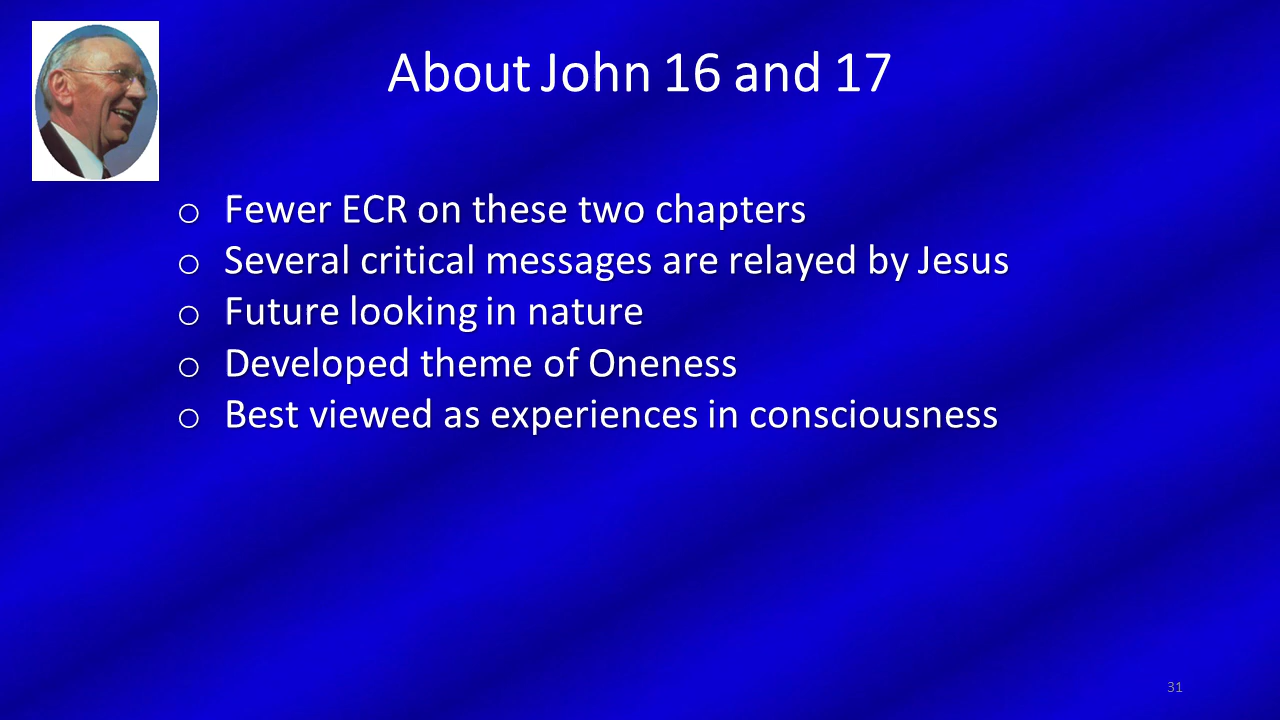 About John 16 and 17
o Fewer ECR on these two chapters
o Several critical messages are relayed by Jesus
o Future looking in nature
o Developed theme of Oneness
o Best viewed as experiences in consciousness
31